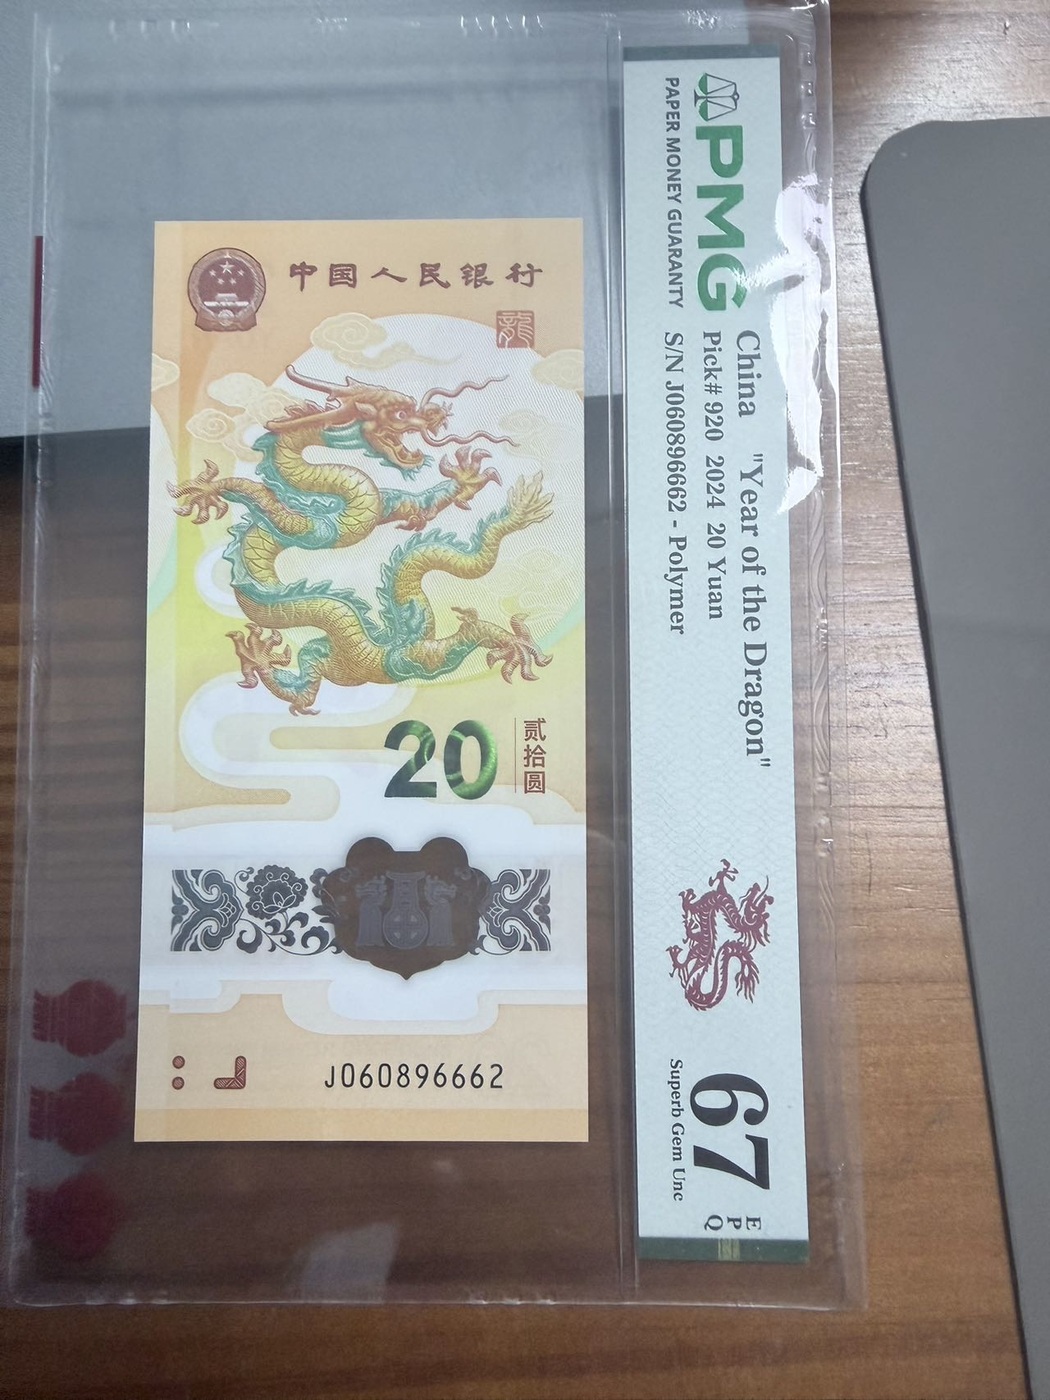 中国人民银行
龍
20
贰拾圆
J060896662
PMG
PAPER MONEY GUARANTY
China "Year of the Dragon"
Pick# 920 2024 20 Yuan
S/N J060896662 - Polymer
67
EPQ
Superb Gem Unc